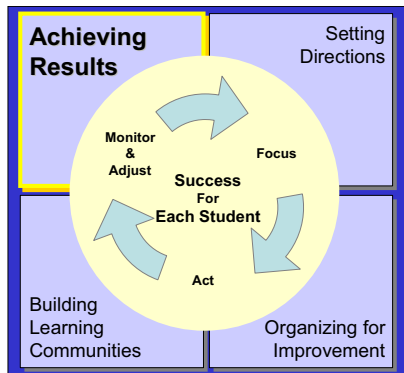 Achieving
Results
Setting
Directions
Monitor
&
Adjust
Focus
Success
For
Each Student
Act
Building
Learning
Communities
Organizing for
Improvement